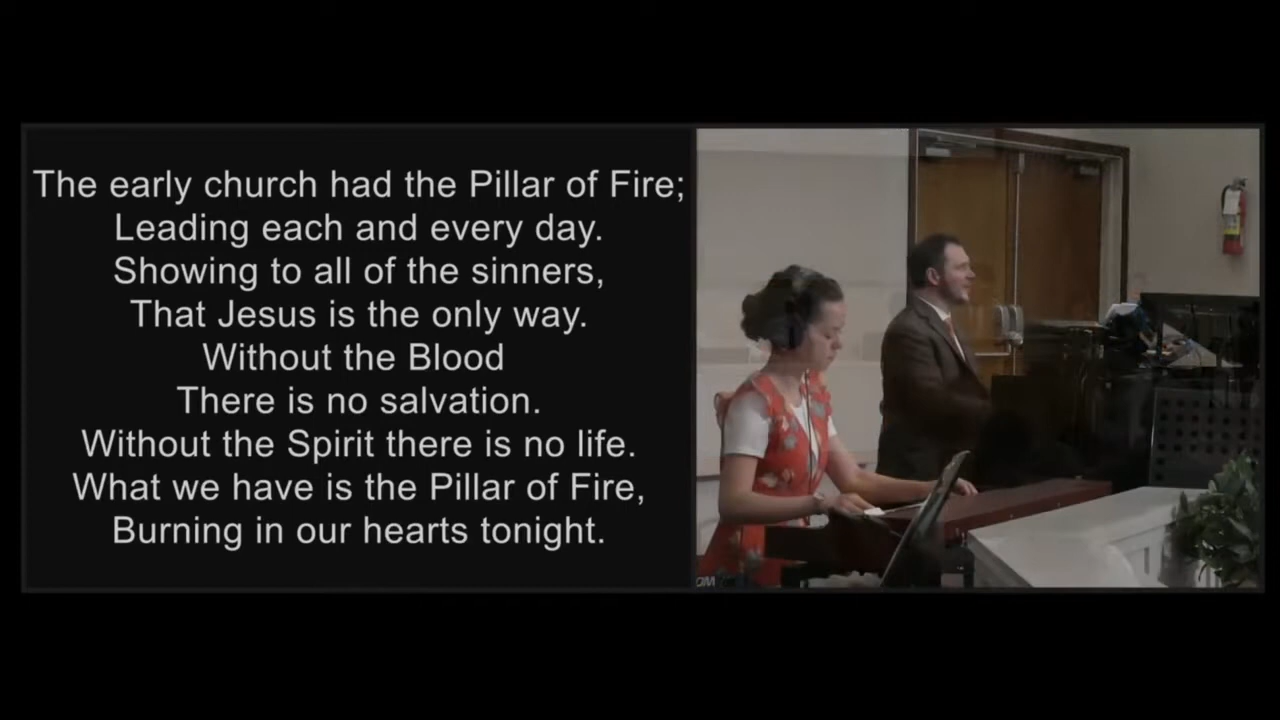 The early church had the Pillar of Fire;
Leading each and every day.
Showing to all of the sinners,
That Jesus is the only way.
Without the Blood
There is no salvation.
Without the Spirit there is no life.
What we have is the Pillar of Fire,
Burning in our hearts tonight.